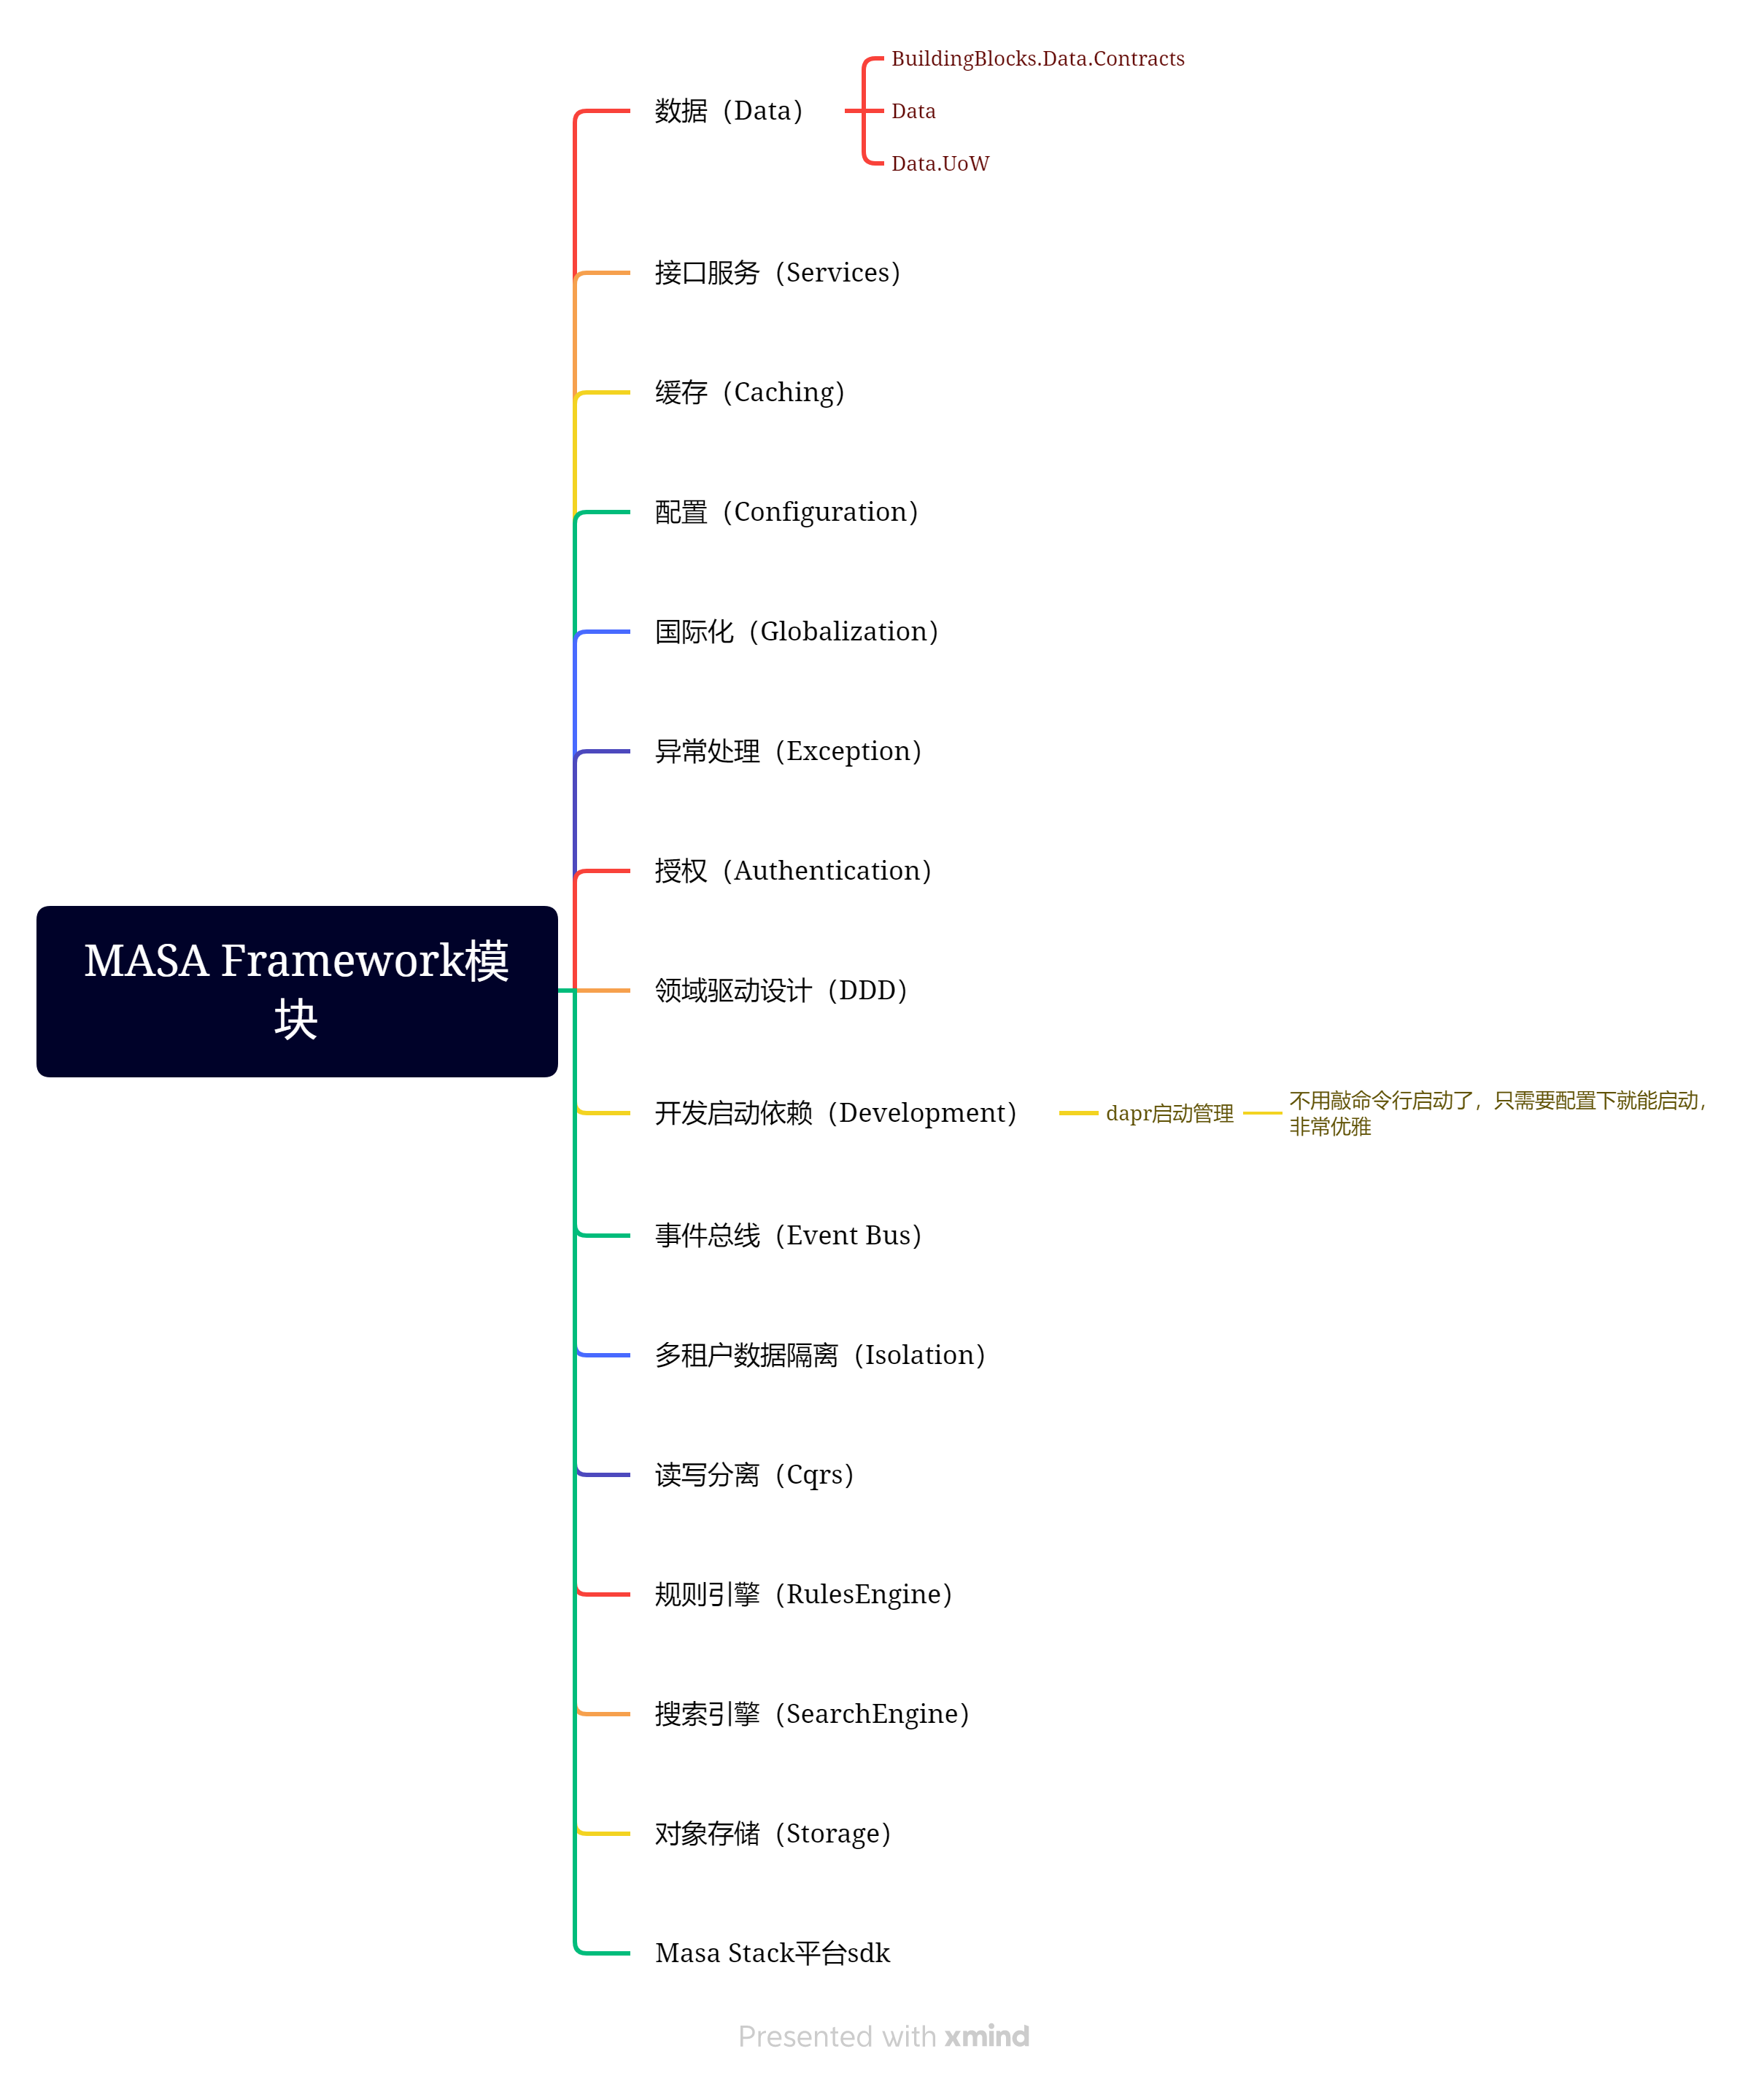 BuildingBlocks.Data.Contracts
数据（Data）
Data
Data.UoW
接口服务（Services）
缓存（Caching）
配置（Configuration）
国际化（Globalization）
异常处理（Exception）
授权（Authentication）
MASA Framework模
块
领域驱动设计（DDD）
开发启动依赖（Development）
dapr启动管理
不用敲命令行启动了，只需要配置下就能启动，
非常优雅
事件总线（Event Bus）
多租户数据隔离（Isolation）
读写分离（Cqrs）
规则引擎（RulesEngine）
搜索引擎（SearchEngine）
对象存储（Storage）
Masa Stack平台sdk
Presented with xmind